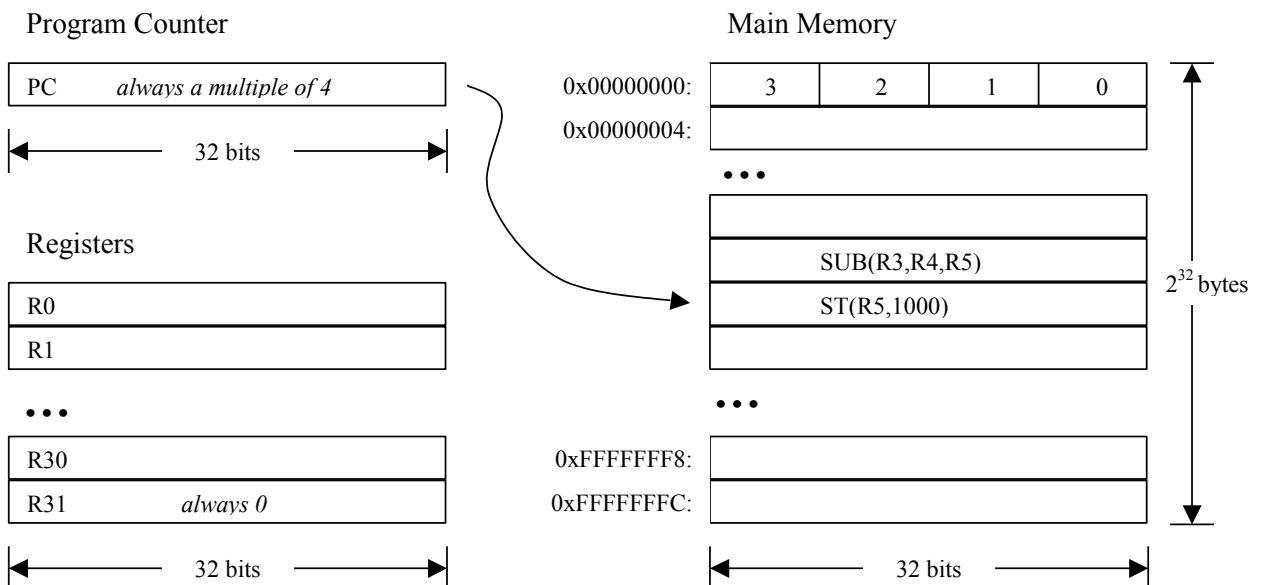 Program Counter
PC always a multiple of 4
32 bits
Registers
R0
R1
•••
R30
R31 always 0
32 bits
Main Memory
0x00000000: 3 2 1 0
0x00000004:
•••
SUB(R3,R4,R5)
ST(R5,1000)
•••
0xFFFFFFF8:
0xFFFFFFFC:
32 bits
2³² bytes